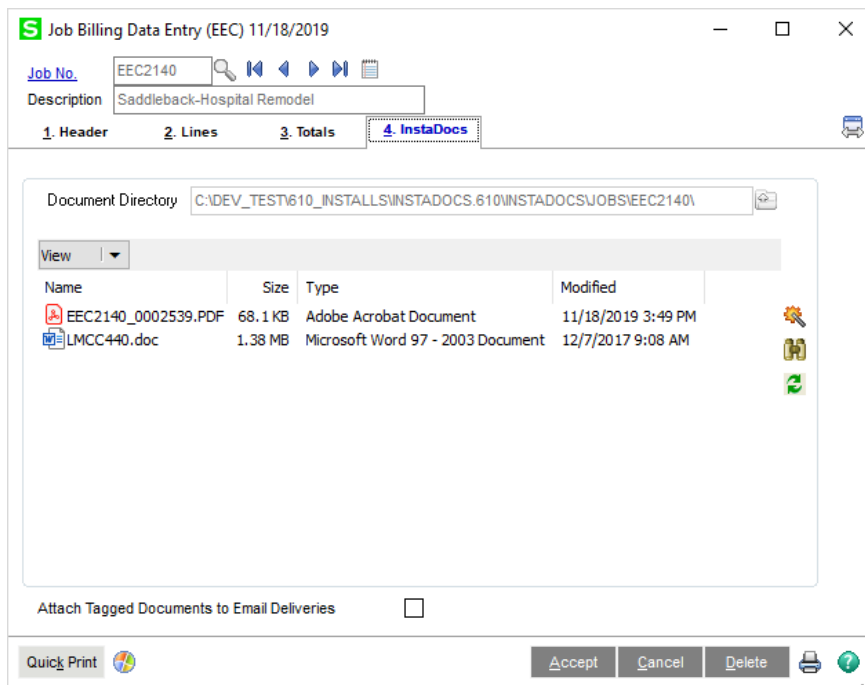 S Job Billing Data Entry (EEC) 11/18/2019
Job No. EEC2140
Description Saddleback-Hospital Remodel
1. Header 2. Lines 3. Totals 4. InstaDocs
Document Directory C:\DEV_TEST\610_INSTALLS\INSTADOCS.610\INSTADOCS\JOBS\EEC2140\
View
Name Size Type Modified
EEC2140_0002539.PDF 68.1 KB Adobe Acrobat Document 11/18/2019 3:49 PM
LMCC440.doc 1.38 MB Microsoft Word 97 - 2003 Document 12/7/2017 9:08 AM
Attach Tagged Documents to Email Deliveries
Quick Print Accept Cancel Delete ?